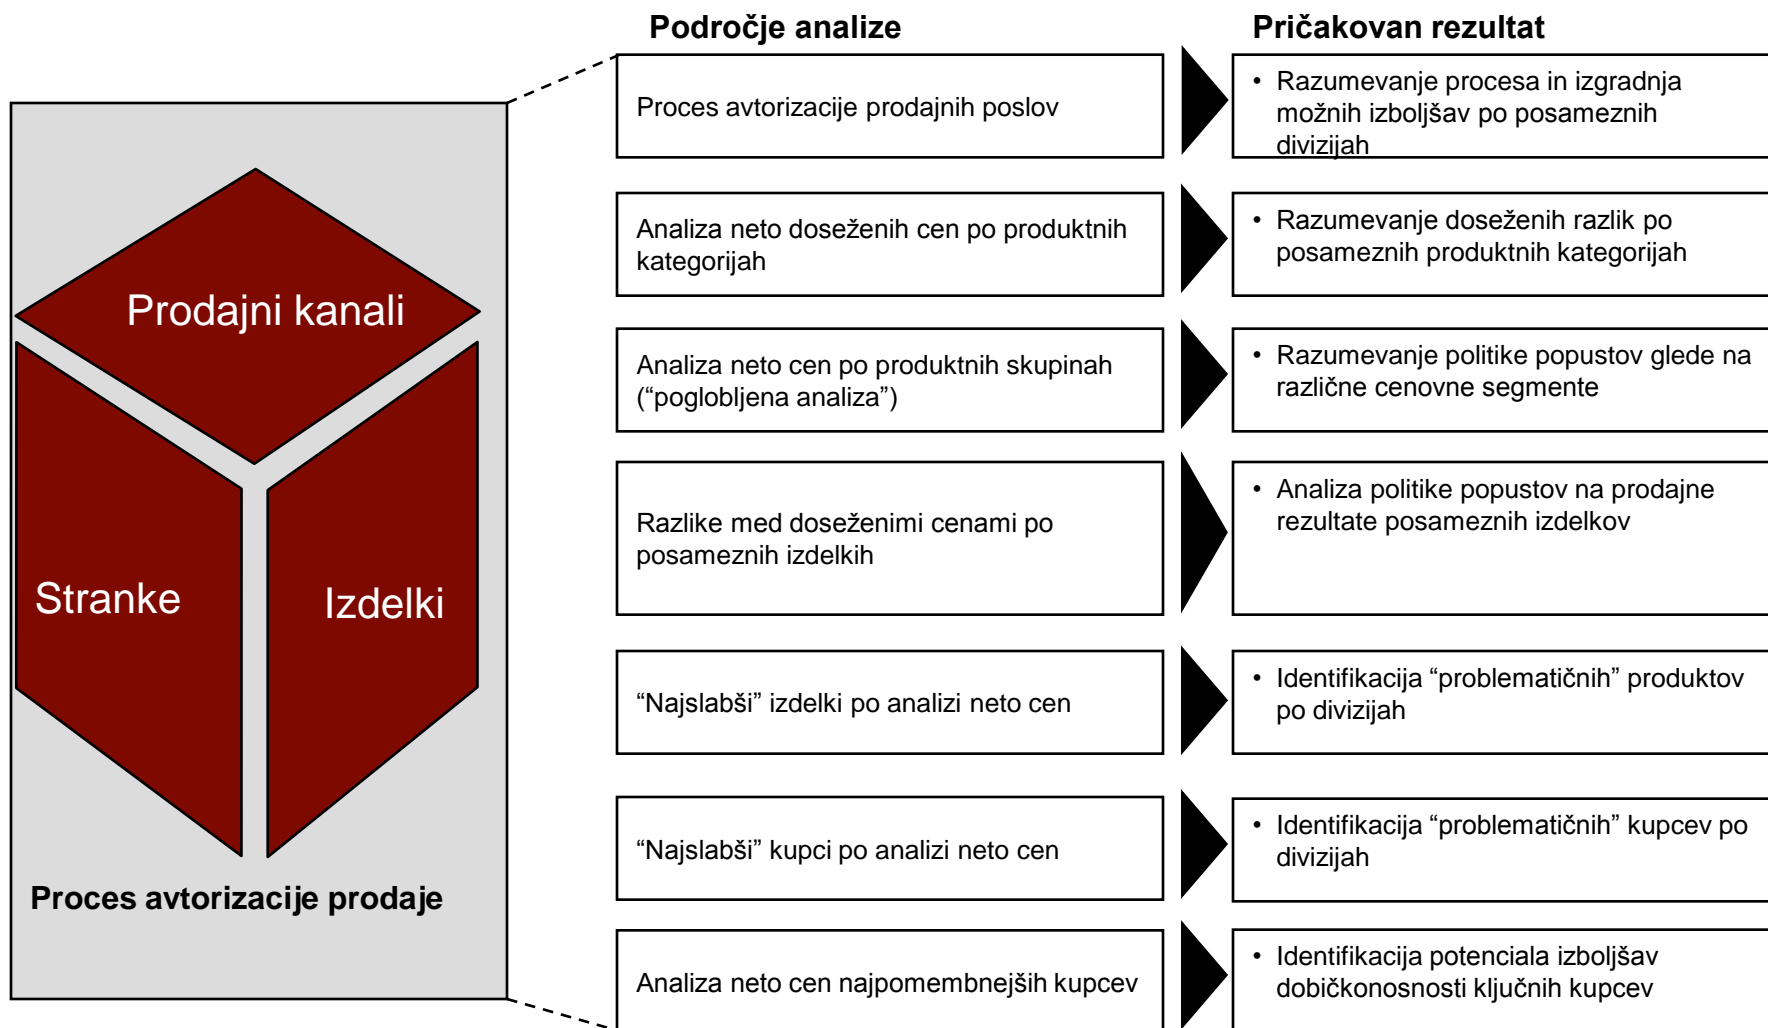 Področje analize
Pričakovan rezultat
Prodajni kanali
Stranke
Izdelki
Proces avtorizacije prodaje
Proces avtorizacije prodajnih poslov
• Razumevanje procesa in izgradnja
možnih izboljšav po posameznih
divizijah
Analiza neto doseženih cen po produktnih
kategorijah
• Razumevanje doseženih razlik po
posameznih produktnih kategorijah
Analiza neto cen po produktnih skupinah
(“poglobljena analiza”)
• Razumevanje politike popustov glede na
različne cenovne segmente
Razlike med doseženimi cenami po
posameznih izdelkih
• Analiza politike popustov na prodajne
rezultate posameznih izdelkov
“Najslabši” izdelki po analizi neto cen
• Identifikacija “problematičnih” produktov
po divizijah
“Najslabši” kupci po analizi neto cen
• Identifikacija “problematičnih” kupcev po
divizijah
Analiza neto cen najpomembnejših kupcev
• Identifikacija potenciala izboljšav
dobičkonosnosti ključnih kupcev